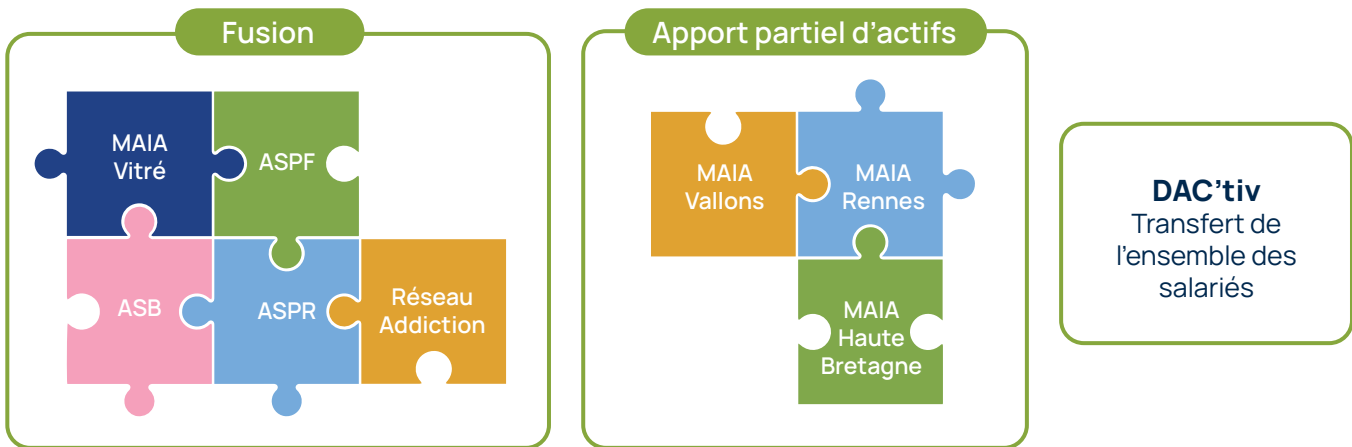 Fusion
MAIA
Vitré
ASPF
ASB
ASPR
Réseau
Addiction
Apport partiel d'actifs
MAIA
Vallons
MAIA
Rennes
MAIA
Haute
Bretagne
DAC'tiv
Transfert de
l'ensemble des
salariés